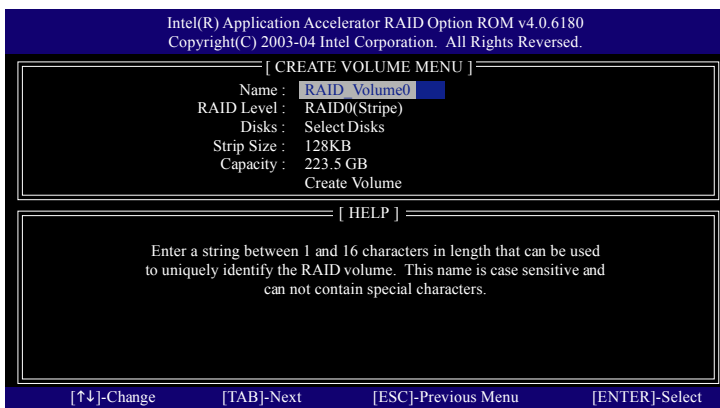 Intel(R) Application Accelerator RAID Option ROM v4.0.6180
Copyright(C) 2003-04 Intel Corporation. All Rights Reversed.
[ CREATE VOLUME MENU ]
Name : RAID_Volume0
RAID Level : RAID0(Stripe)
Disks : Select Disks
Strip Size : 128KB
Capacity : 223.5 GB
Create Volume
[ HELP ]
Enter a string between 1 and 16 characters in length that can be used
to uniquely identify the RAID volume. This name is case sensitive and
can not contain special characters.
[↑↓]-Change [TAB]-Next [ESC]-Previous Menu [ENTER]-Select